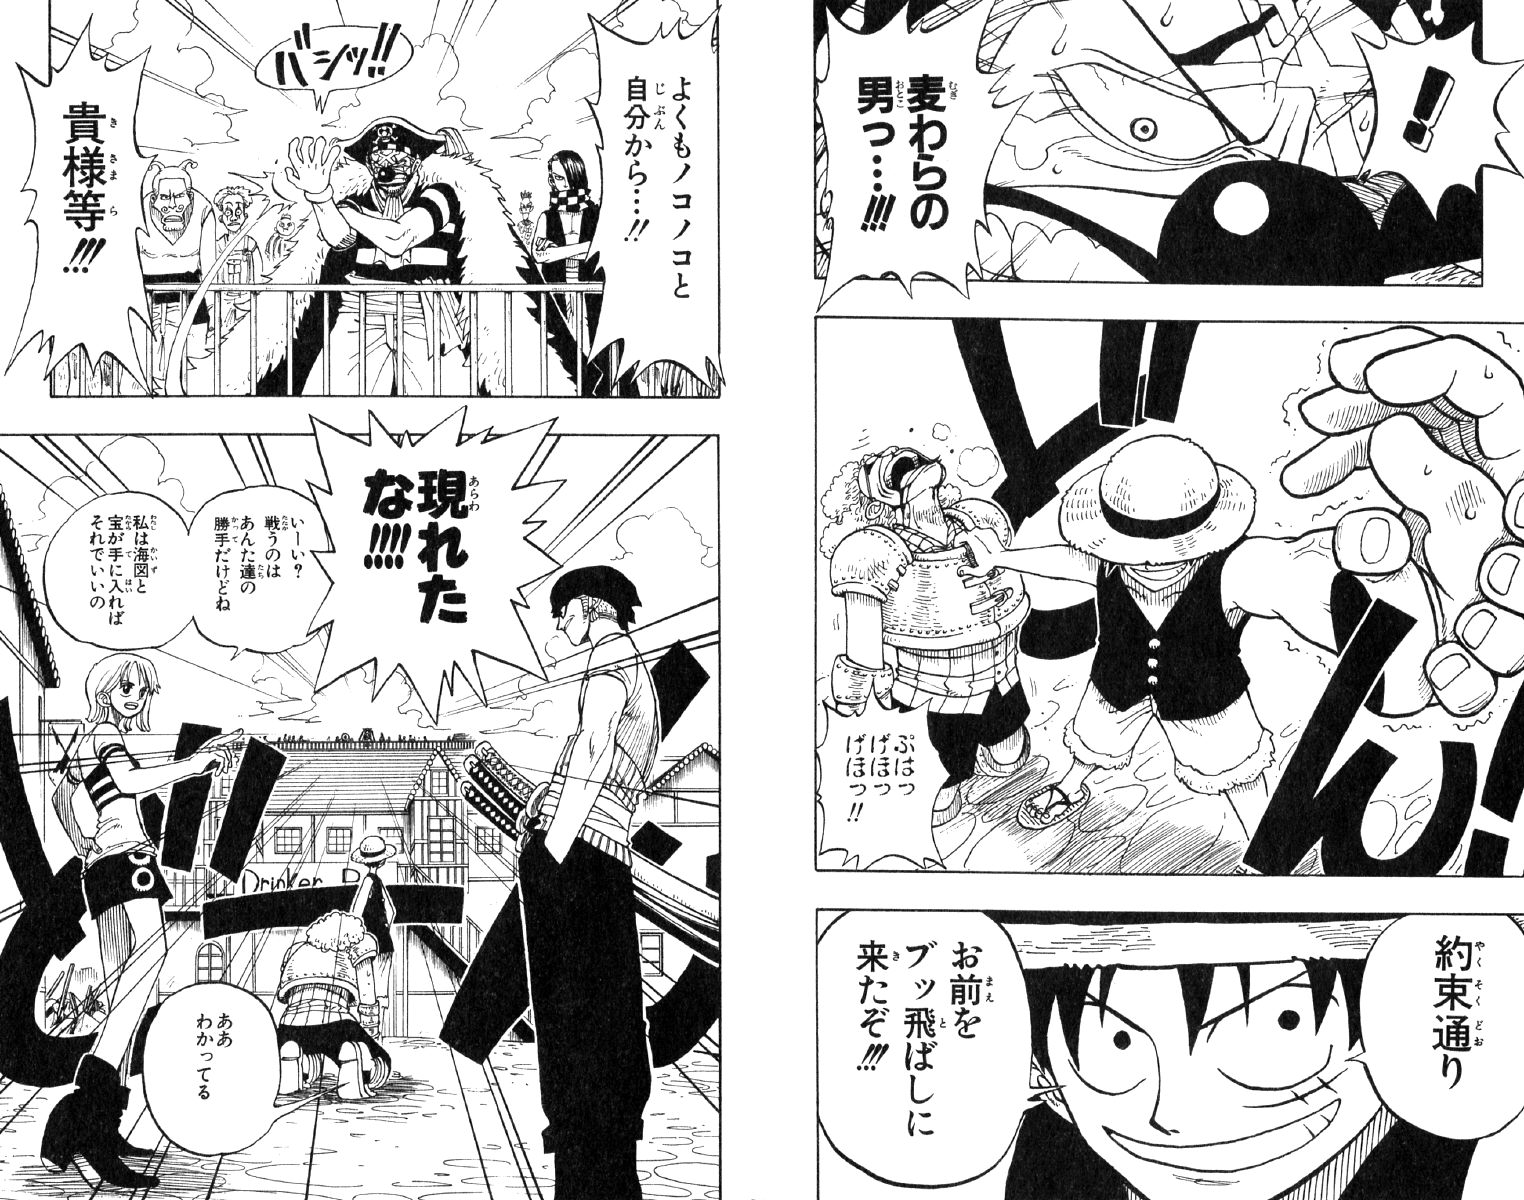 !
麦わらの
男っ…!!!
ん!
ぷはっ
げほっ
げほっ!!
約束通り
お前を
ブッ飛ばしに
来たぞ!!!
よくもノコノコと
自分から…!!
バシッ!!
貴様等!!!
現れた
な!!!!
いーい?
戦うのは
あんた達の
勝手だけどね
私は海図と
宝が手に入れば
それでいいの
Drinker
ああ
わかってる